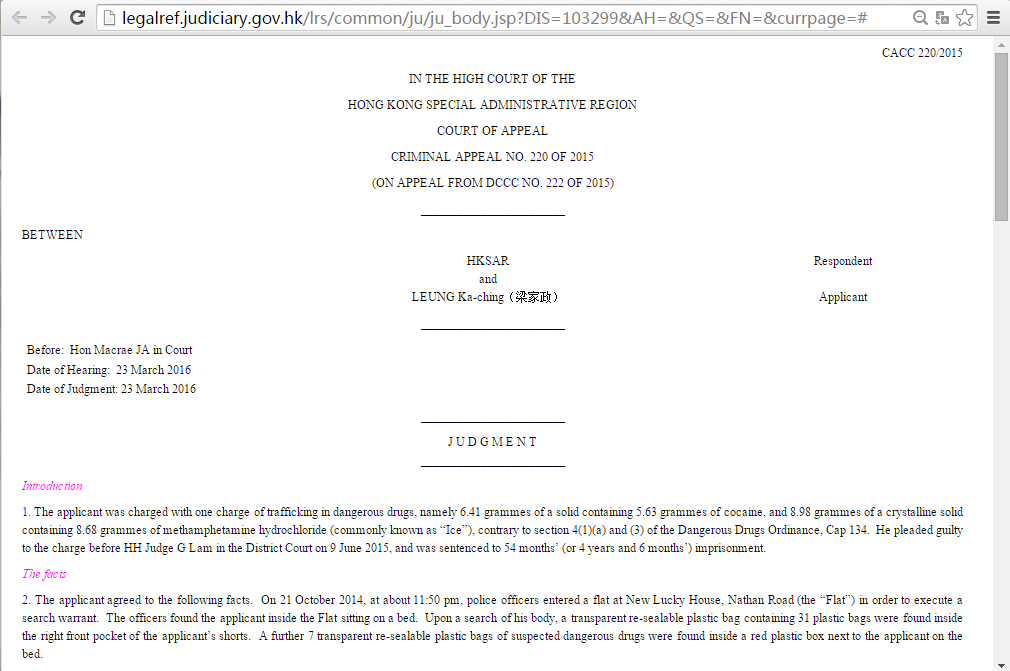 legalref.judiciary.gov.hk/lrs/common/ju/ju_body.jsp?DIS=103299&AH=&QS=&FN=&currpage=#
CACC 220/2015
IN THE HIGH COURT OF THE
HONG KONG SPECIAL ADMINISTRATIVE REGION
COURT OF APPEAL
CRIMINAL APPEAL NO. 220 OF 2015
(ON APPEAL FROM DCCC NO. 222 OF 2015)
BETWEEN
HKSAR Respondent
and
LEUNG Ka-ching（梁家政） Applicant
Before: Hon Macrae JA in Court
Date of Hearing: 23 March 2016
Date of Judgment: 23 March 2016
J U D G M E N T
Introduction
1. The applicant was charged with one charge of trafficking in dangerous drugs, namely 6.41 grammes of a solid containing 5.63 grammes of cocaine, and 8.98 grammes of a crystalline solid
containing 8.68 grammes of methamphetamine hydrochloride (commonly known as “Ice”), contrary to section 4(1)(a) and (3) of the Dangerous Drugs Ordinance, Cap 134. He pleaded guilty
to the charge before HH Judge G Lam in the District Court on 9 June 2015, and was sentenced to 54 months’ (or 4 years and 6 months’) imprisonment.
The facts
2. The applicant agreed to the following facts. On 21 October 2014, at about 11:50 pm, police officers entered a flat at New Lucky House, Nathan Road (the “Flat”) in order to execute a
search warrant. The officers found the applicant inside the Flat sitting on a bed. Upon a search of his body, a transparent re-sealable plastic bag containing 31 plastic bags were found inside
the right front pocket of the applicant’s shorts. A further 7 transparent re-sealable plastic bags of suspected dangerous drugs were found inside a red plastic box next to the applicant on the
bed.